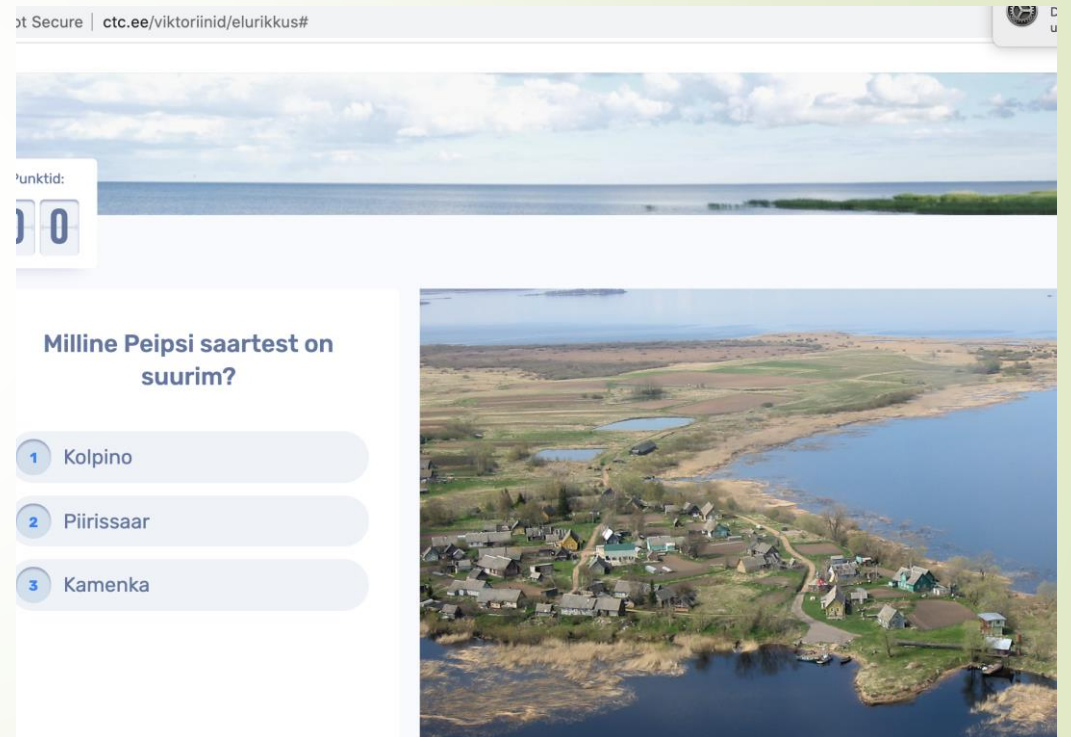 ot Secure | ctc.ee/viktoriinid/elurikkus#
Punktid:
0 0
Milline Peipsi saartest on
suurim?
1 Kolpino
2 Piirissaar
3 Kamenka